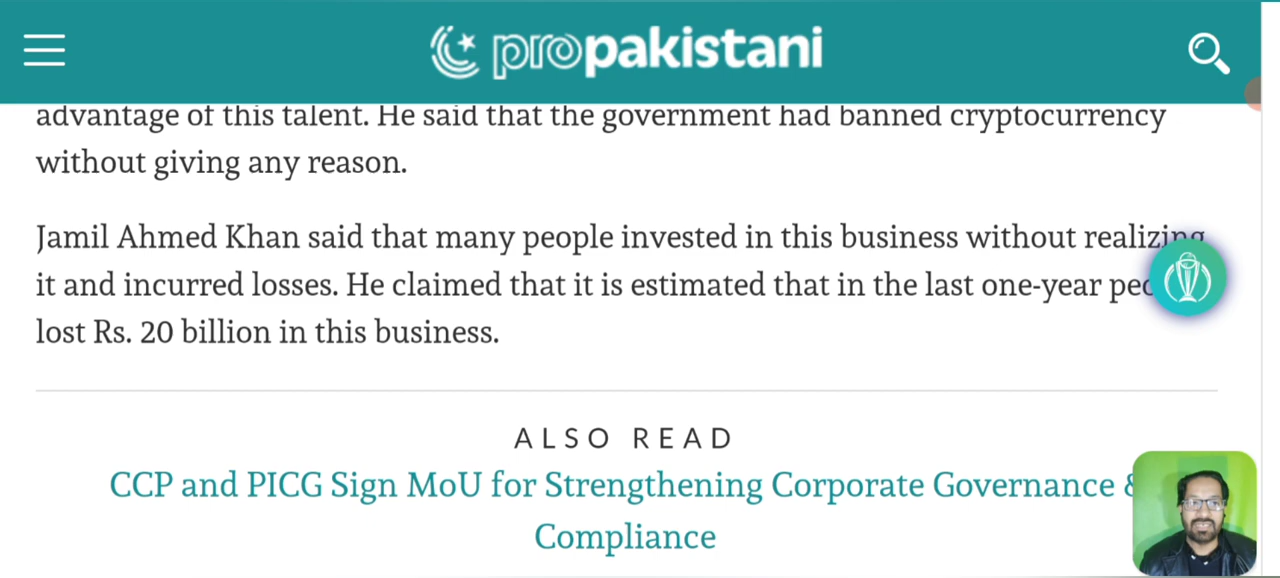 propakistani
advantage of this talent. He said that the government had banned cryptocurrency
without giving any reason.
Jamil Ahmed Khan said that many people invested in this business without realizing
it and incurred losses. He claimed that it is estimated that in the last one-year
lost Rs. 20 billion in this business.
ALSO READ
CCP and PICG Sign MoU for Strengthening Corporate Governance &
Compliance